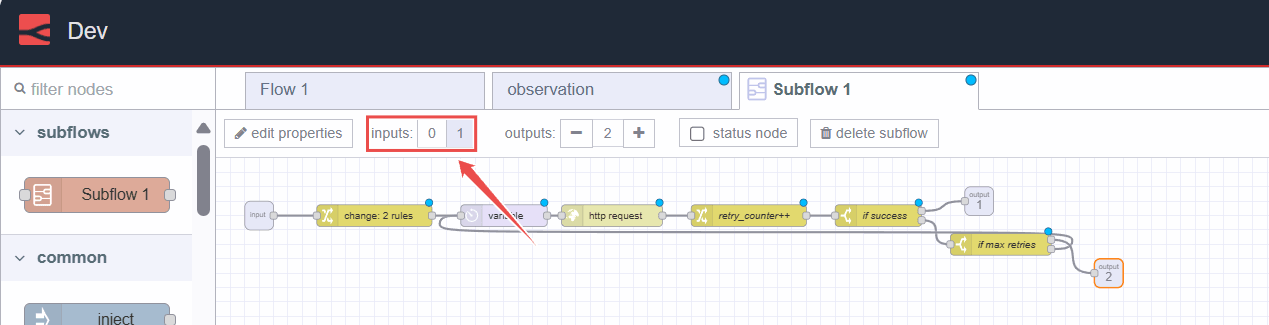 Dev
filter nodes
Flow 1
observation
Subflow 1
subflows
edit properties
inputs: 0 1
outputs: 2
status node
delete subflow
Subflow 1
input
change: 2 rules
variable
http request
retry_counter++
if success
output
1
if max retries
output
2
common
inject